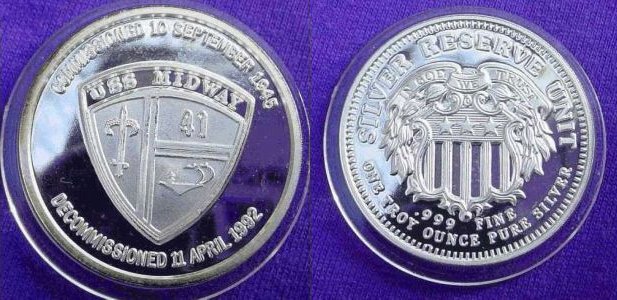 COMMISSIONED 10 SEPTEMBER 1945
USS MIDWAY
41
DECOMMISSIONED 11 APRIL 1992
SILVER RESERVE UNIT
IN GOD WE TRUST
.999 FINE
ONE TROY OUNCE PURE SILVER